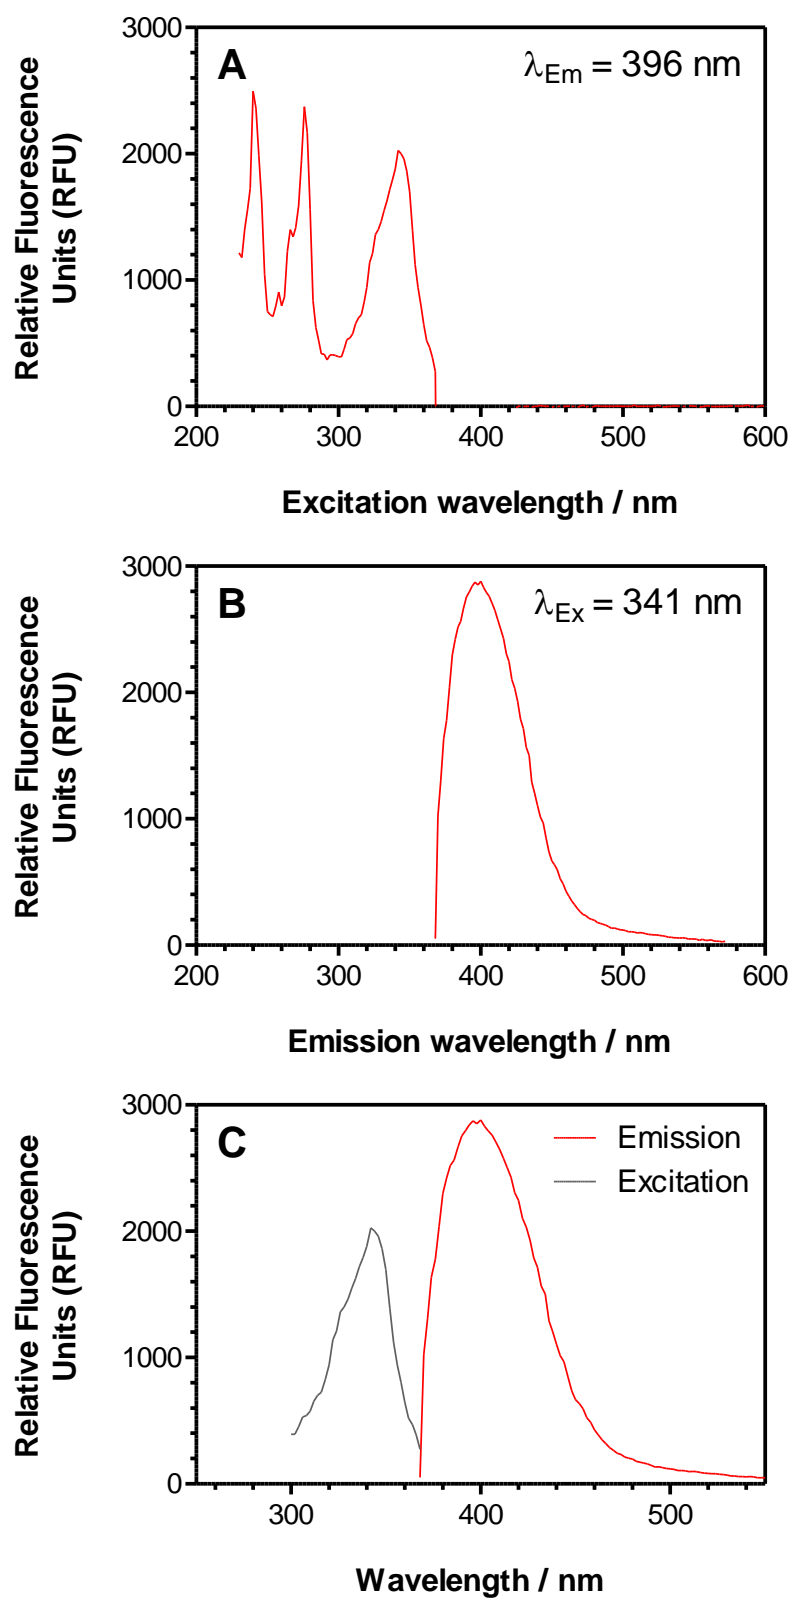 A
λEm = 396 nm
Relative Fluorescence
Units (RFU)
3000
2000
1000
0
200 300 400 500 600
Excitation wavelength / nm
B
λEx = 341 nm
Relative Fluorescence
Units (RFU)
3000
2000
1000
0
200 300 400 500 600
Emission wavelength / nm
C
Emission
Excitation
Relative Fluorescence
Units (RFU)
3000
2000
1000
0
300 400 500
Wavelength / nm